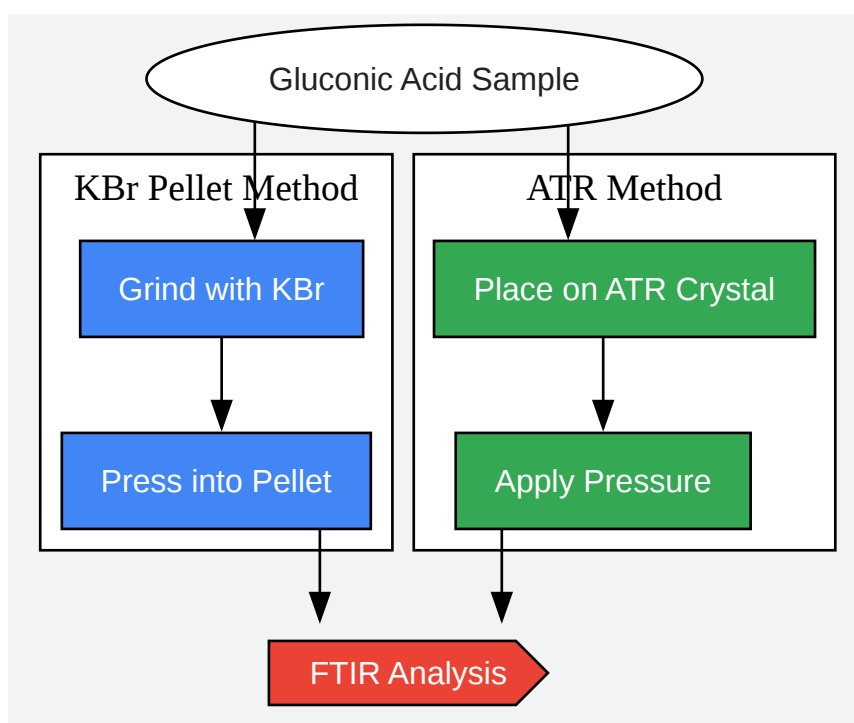 Gluconic Acid Sample
KBr Pellet Method
ATR Method
Grind with KBr
Place on ATR Crystal
Press into Pellet
Apply Pressure
FTIR Analysis